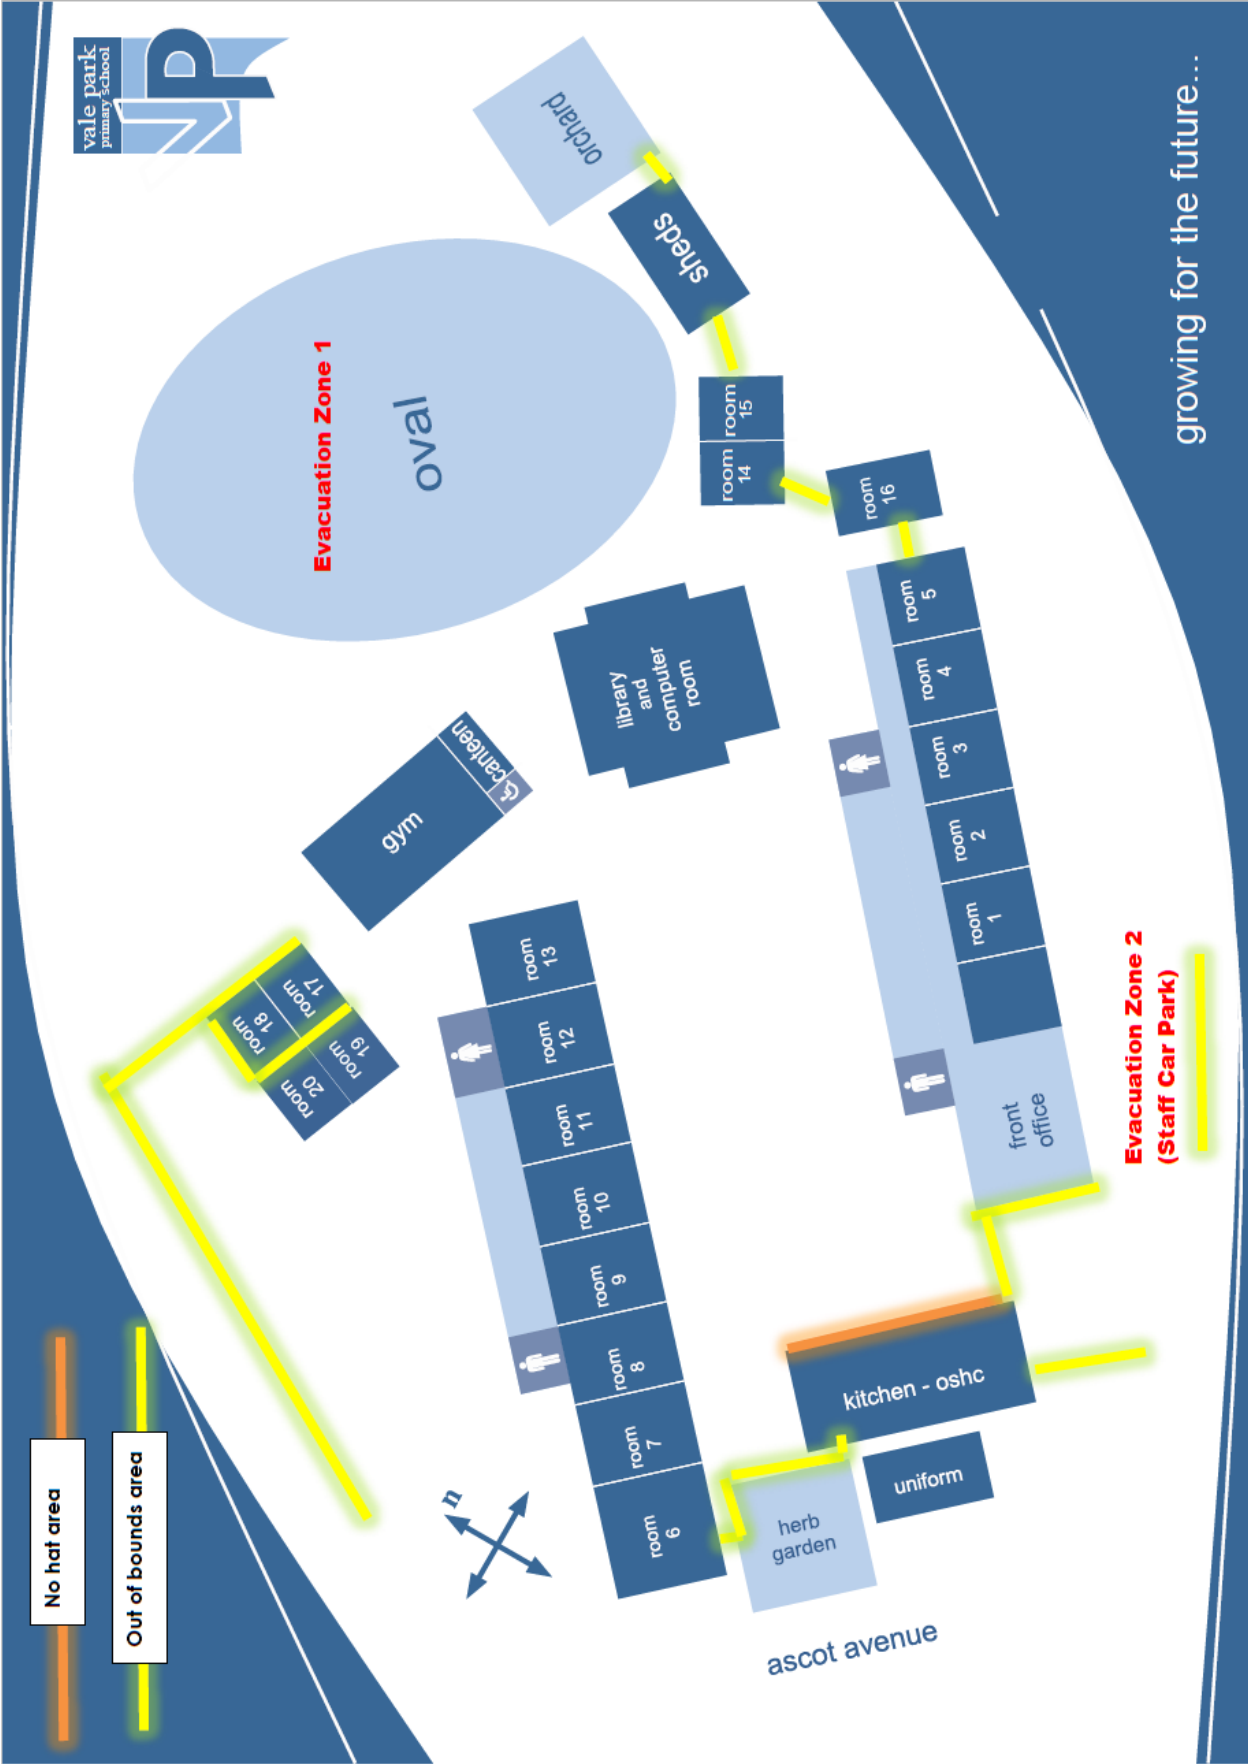 vale park
primary school
VP
growing for the future...
orchard
sheds
Evacuation Zone 1
oval
room
15
room
14
room
16
room
5
room
4
room
3
room
2
room
1
library
and
computer
room
canteen
gym
room
13
room
12
room
11
room
10
room
9
room
8
room
7
room
6
room
17
room
18
room
19
room
20
front
office
Evacuation Zone 2
(Staff Car Park)
kitchen - oshc
uniform
herb
garden
ascot avenue
n
No hat area
Out of bounds area